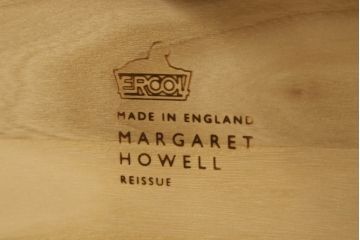 ERCOL
MADE IN ENGLAND
MARGARET
HOWELL
REISSUE